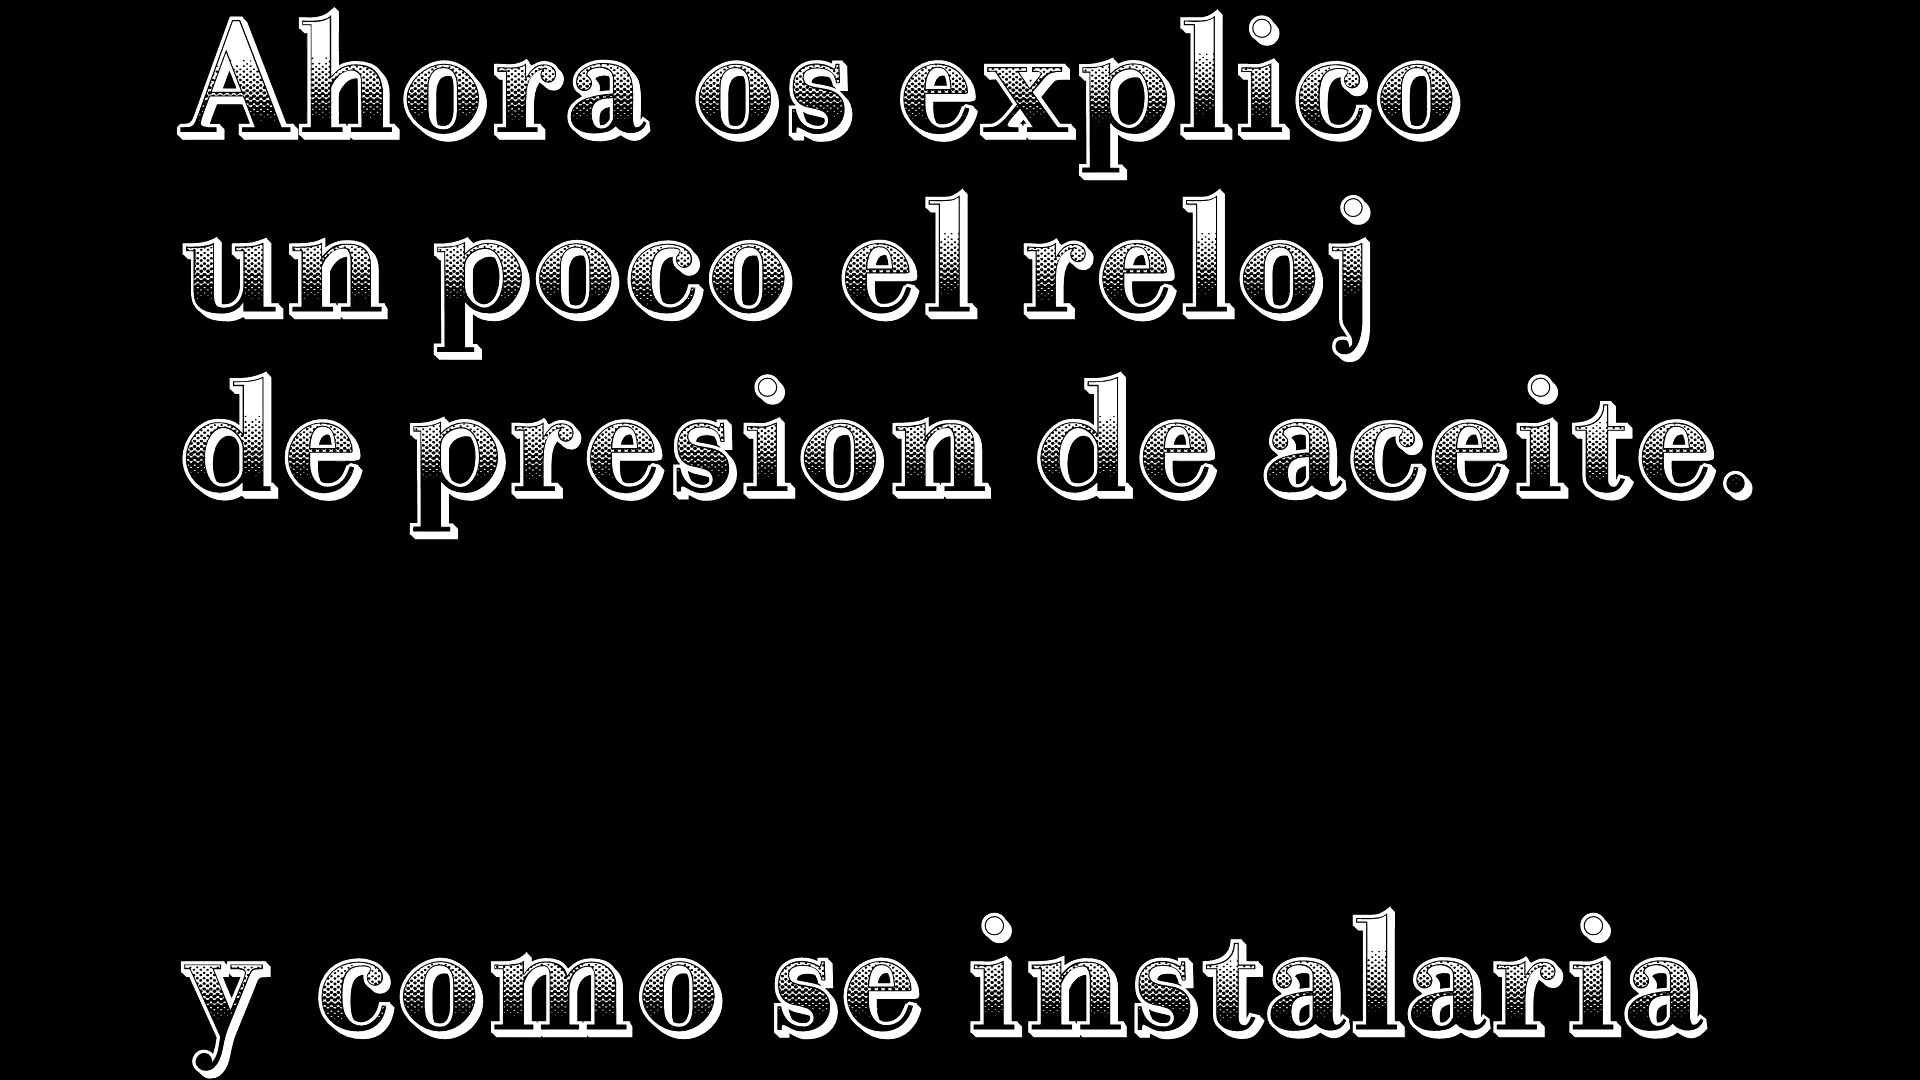 Ahora os explico
un poco el reloj
de presion de aceite.
y como se instalaria